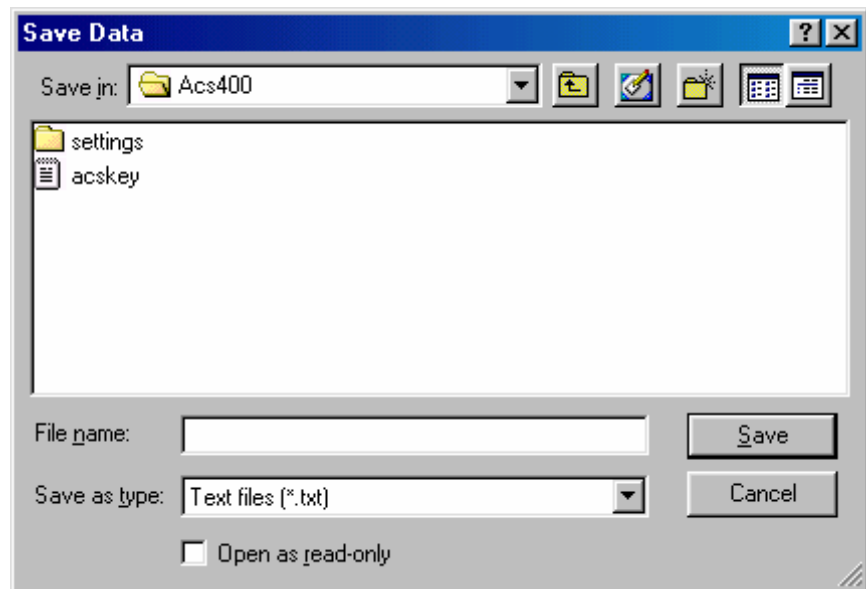 Save Data
Save in: Acs400
settings
acskey
File name:
Save
Save as type: Text files (*.txt)
Cancel
Open as read-only